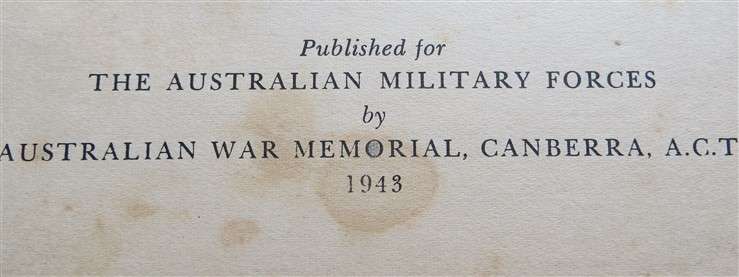 Published for
THE AUSTRALIAN MILITARY FORCES
by
AUSTRALIAN WAR MEMORIAL, CANBERRA, A.C.T
1943